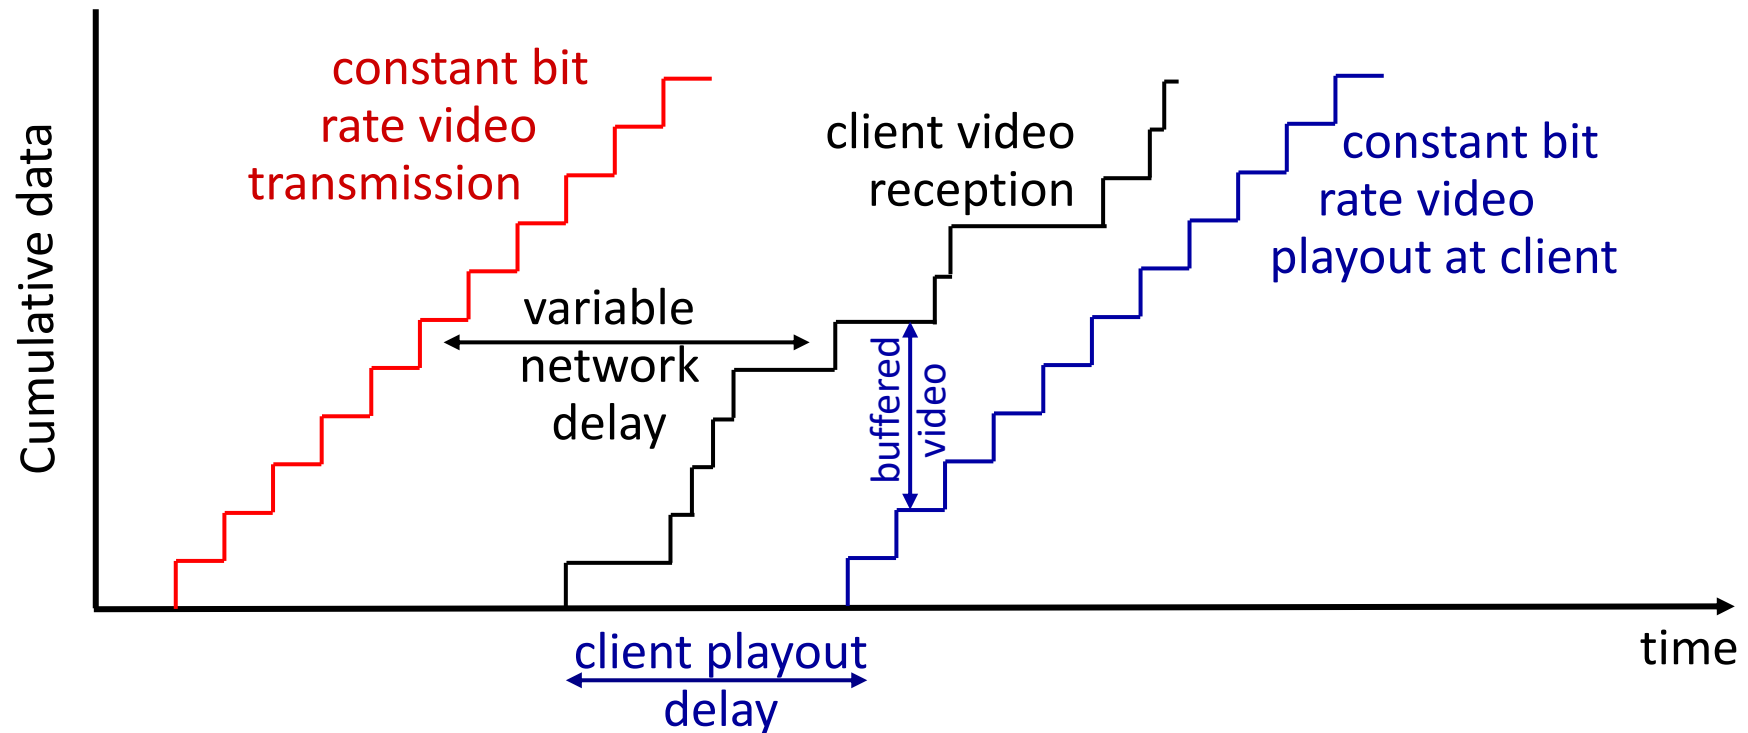 constant bit
rate video
transmission
client video
reception
constant bit
rate video
playout at client
Cumulative data
variable
network
delay
buffered
video
client playout
delay
time